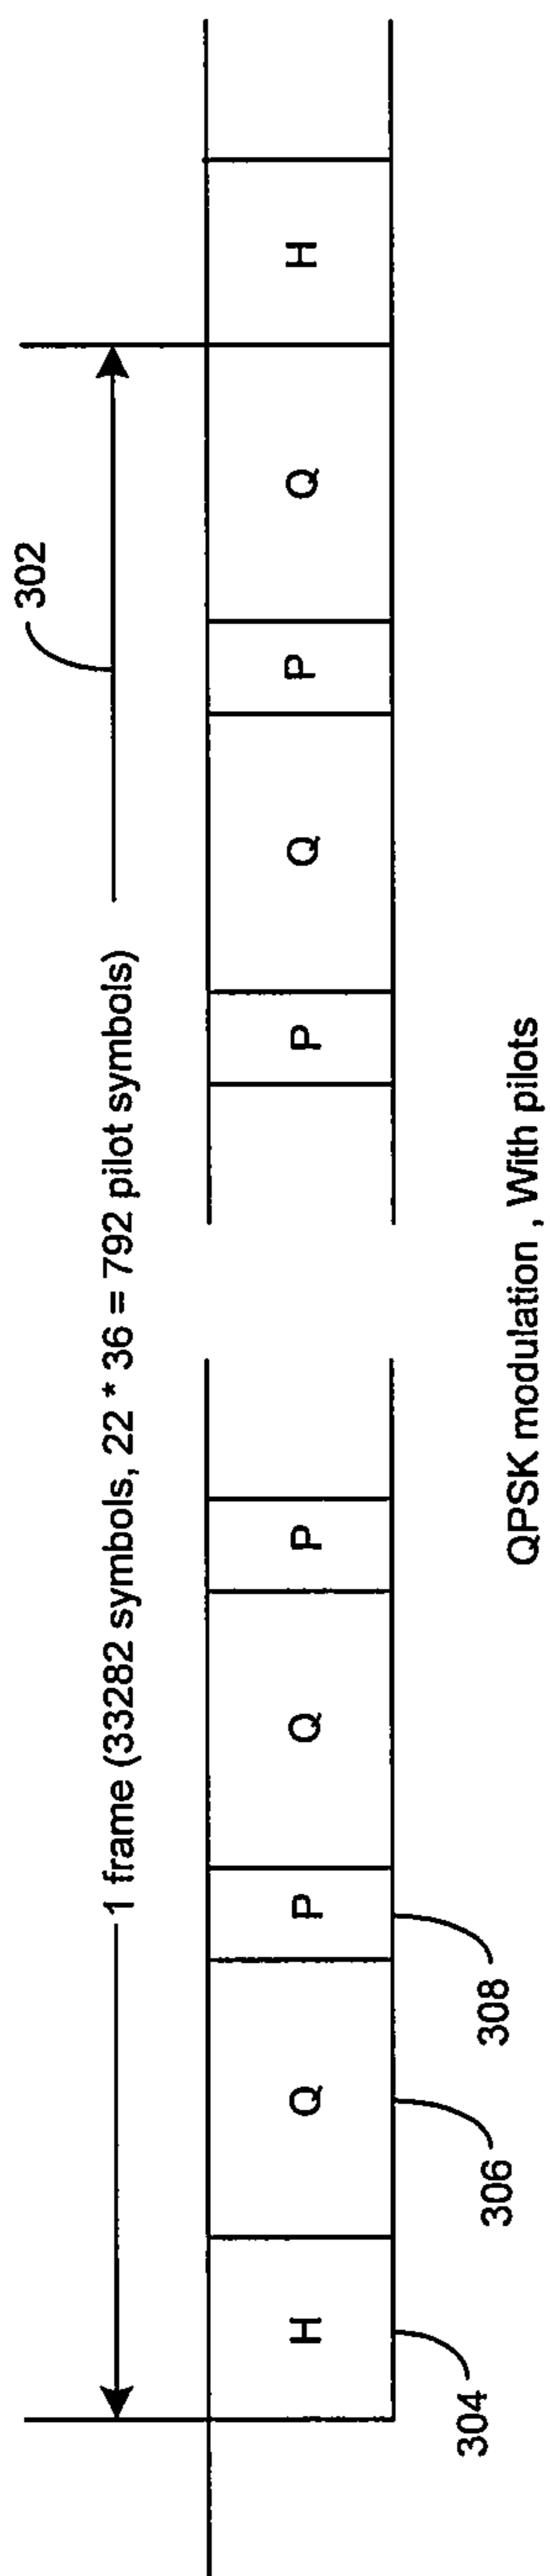 302
1 frame (33282 symbols, 22 * 36 = 792 pilot symbols)
H Q P Q P P Q P Q H
304 306 308
QPSK modulation , With pilots